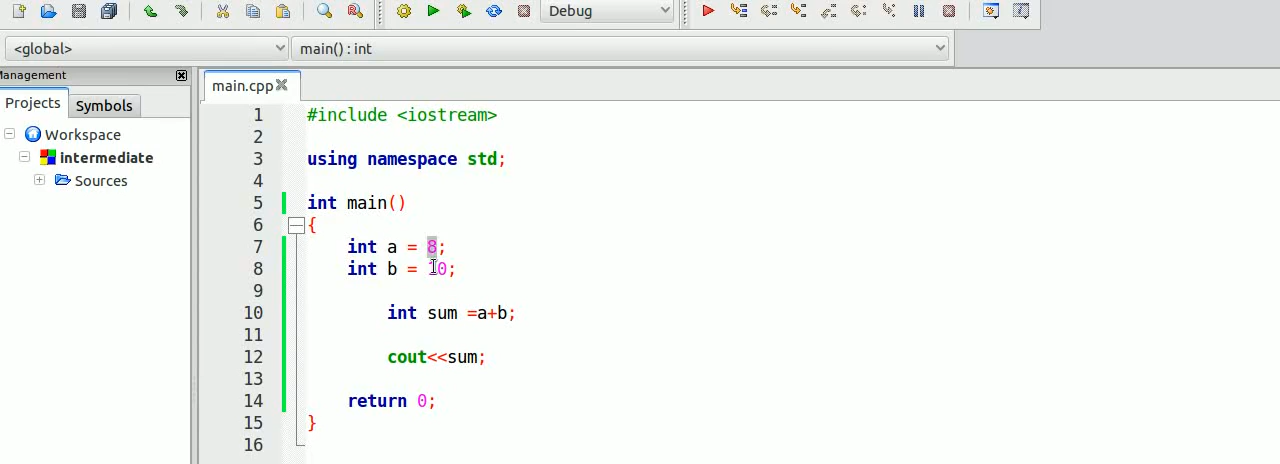 Debug
<global> main() : int
Management
main.cpp
Projects Symbols
Workspace
intermediate
Sources
1 #include <iostream>
2
3 using namespace std;
4
5 int main()
6 {
7 int a = 8;
8 int b = 10;
9
10 int sum =a+b;
11
12 cout<<sum;
13
14 return 0;
15 }
16